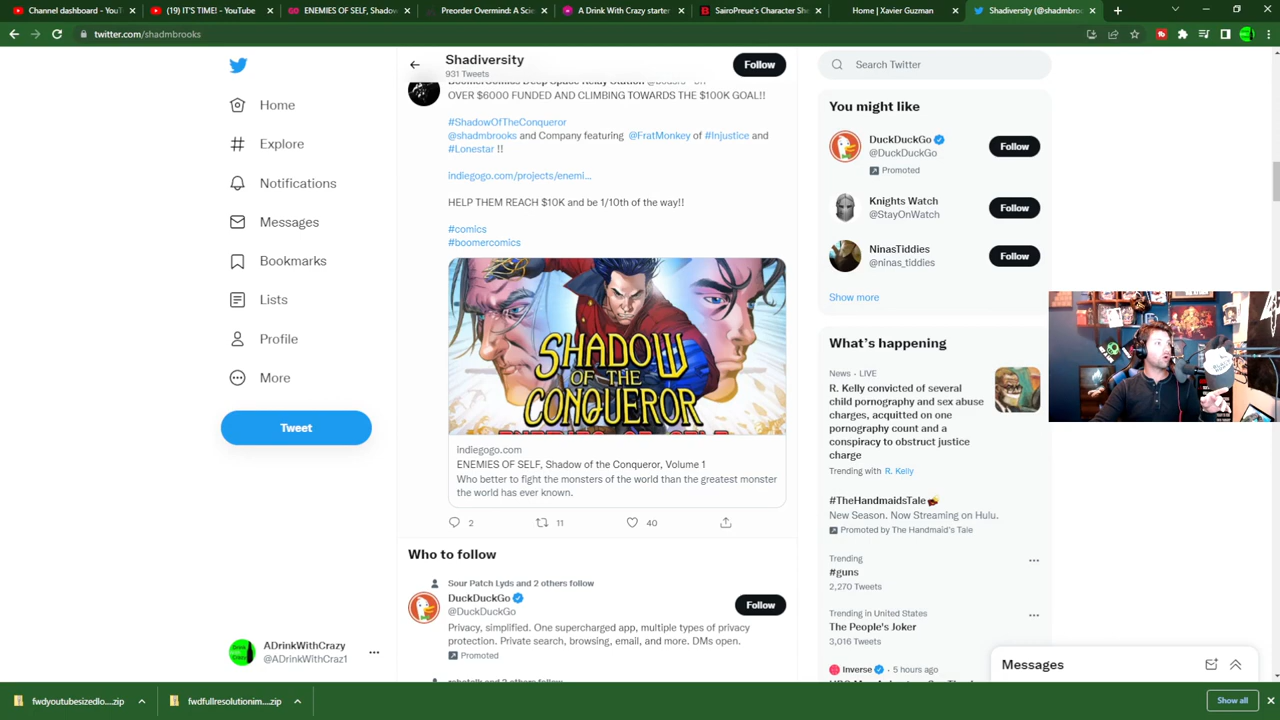 Channel dashboard - YouT
(19) IT'S TIME! - YouTube
ENEMIES OF SELF, Shadow
Preorder Overmind: A Scie
A Drink With Crazy starter
SairoPreue's Character She
Home | Xavier Guzman
Shadiversity (@shadmbroo
twitter.com/shadmbrooks
Home
Explore
Notifications
Messages
Bookmarks
Lists
Profile
More
Tweet
ADrinkWithCrazy
@ADrinkWithCraz1
Shadiversity
931 Tweets
Follow
OVER $6000 FUNDED AND CLIMBING TOWARDS THE $100K GOAL!!
#ShadowOfTheConqueror
@shadmbrooks and Company featuring @FratMonkey of #Injustice and
#Lonestar !!
indiegogo.com/projects/enemi...
HELP THEM REACH $10K and be 1/10th of the way!!
#comics
#boomercomics
SHADOW
OF THE
CONQUEROR
ENEMIES OF SELF
indiegogo.com
ENEMIES OF SELF, Shadow of the Conqueror, Volume 1
Who better to fight the monsters of the world than the greatest monster
the world has ever known.
2
11
40
Who to follow
Sour Patch Lyds and 2 others follow
DuckDuckGo
@DuckDuckGo
Follow
Privacy, simplified. One supercharged app, multiple types of privacy
protection. Private search, browsing, email, and more. DMs open.
Promoted
Search Twitter
You might like
DuckDuckGo
@DuckDuckGo
Promoted
Follow
Knights Watch
@StayOnWatch
Follow
NinasTiddies
@ninas_tiddies
Follow
Show more
What's happening
News · LIVE
R. Kelly convicted of several
child pornography and sex abuse
charges, acquitted on one
pornography count and a
conspiracy to obstruct justice
charge
Trending with R. Kelly
#TheHandmaidsTale
New Season. Now Streaming on Hulu.
Promoted by The Handmaid's Tale
Trending
#guns
2,270 Tweets
Trending in United States
The People's Joker
3,016 Tweets
Inverse · 5 hours ago
Messages
fwdyoutubesizedlo....zip
fwdfullresolutionim....zip
Show all